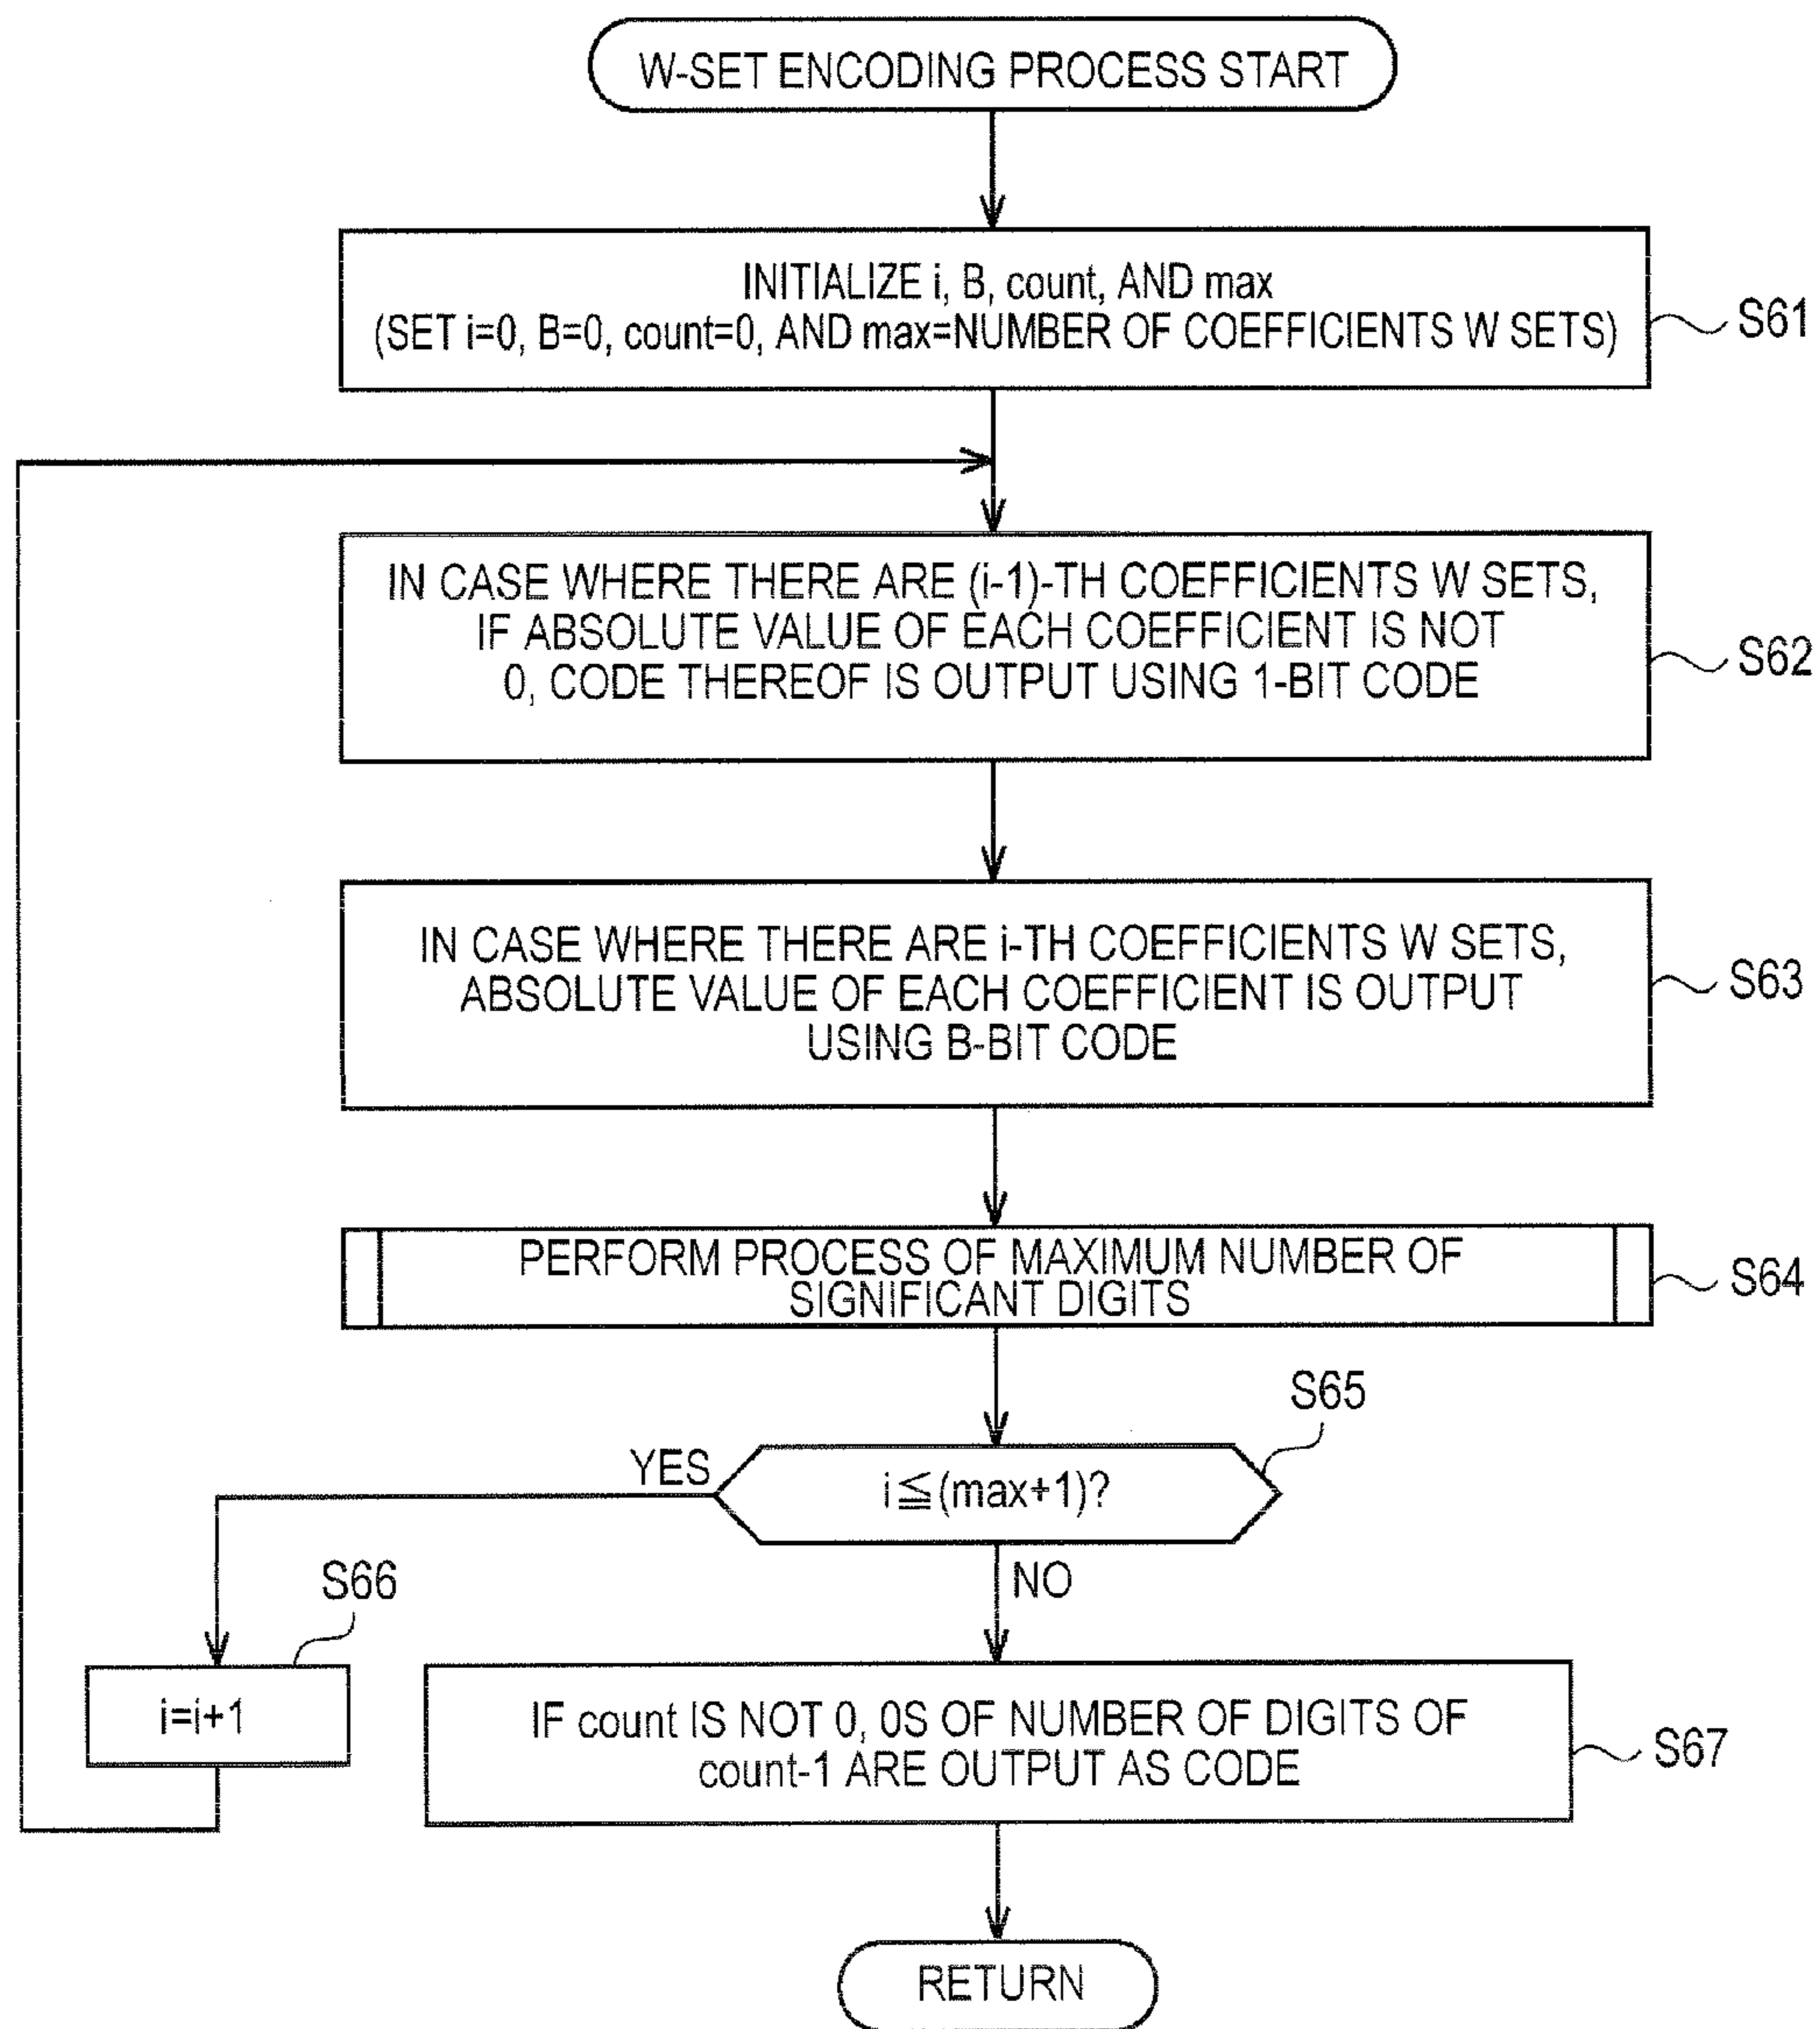 W-SET ENCODING PROCESS START
INITIALIZE i, B, count, AND max
(SET i=0, B=0, count=0, AND max=NUMBER OF COEFFICIENTS W SETS)
S61
IN CASE WHERE THERE ARE (i-1)-TH COEFFICIENTS W SETS,
IF ABSOLUTE VALUE OF EACH COEFFICIENT IS NOT
0, CODE THEREOF IS OUTPUT USING 1-BIT CODE
S62
IN CASE WHERE THERE ARE i-TH COEFFICIENTS W SETS,
ABSOLUTE VALUE OF EACH COEFFICIENT IS OUTPUT
USING B-BIT CODE
S63
PERFORM PROCESS OF MAXIMUM NUMBER OF
SIGNIFICANT DIGITS
S64
S65
YES
i≦(max+1)?
NO
S66
i=i+1
IF count IS NOT 0, 0S OF NUMBER OF DIGITS OF
count-1 ARE OUTPUT AS CODE
S67
RETURN